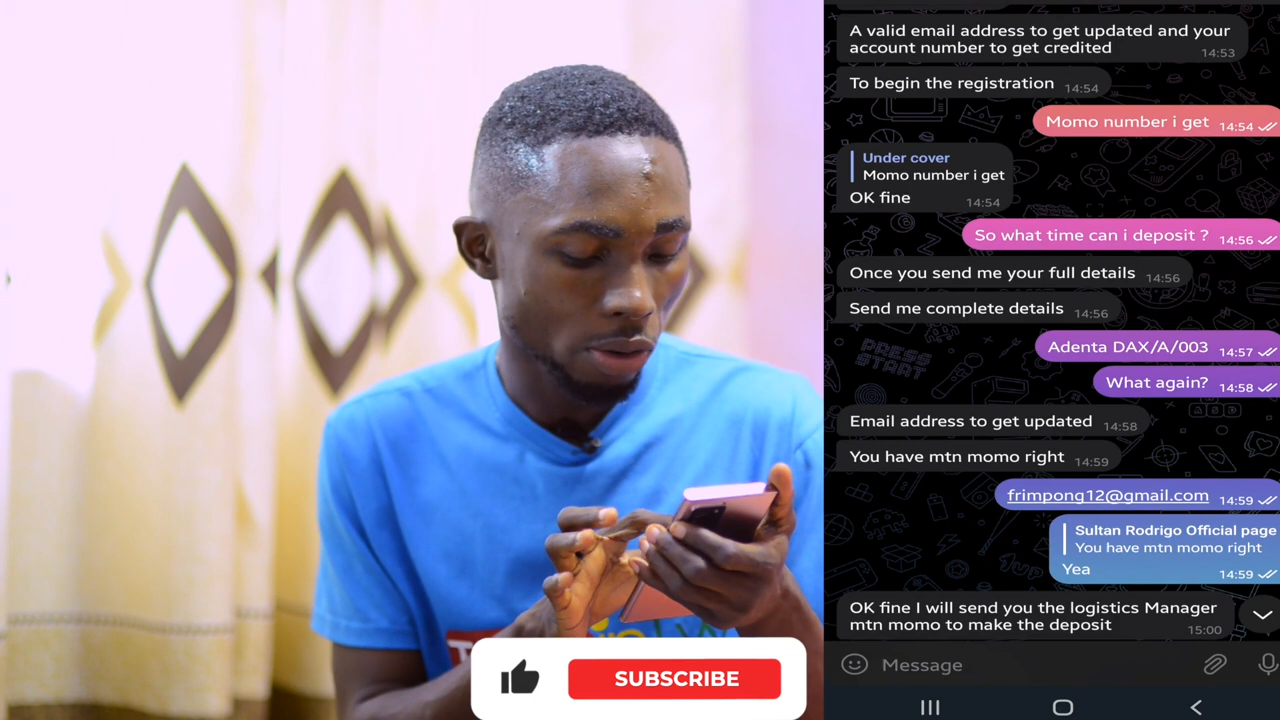 A valid email address to get updated and your
account number to get credited
14:53
To begin the registration 14:54
Momo number i get 14:54
Under cover
Momo number i get
OK fine 14:54
So what time can i deposit ? 14:56
Once you send me your full details 14:56
Send me complete details 14:56
PRESS
START
Adenta DAX/A/003 14:57
What again? 14:58
Email address to get updated 14:58
You have mtn momo right 14:59
frimpong12@gmail.com 14:59
Sultan Rodrigo Official page
You have mtn momo right
Yea 14:59
OK fine I will send you the logistics Manager
mtn momo to make the deposit 15:00
Message
SUBSCRIBE